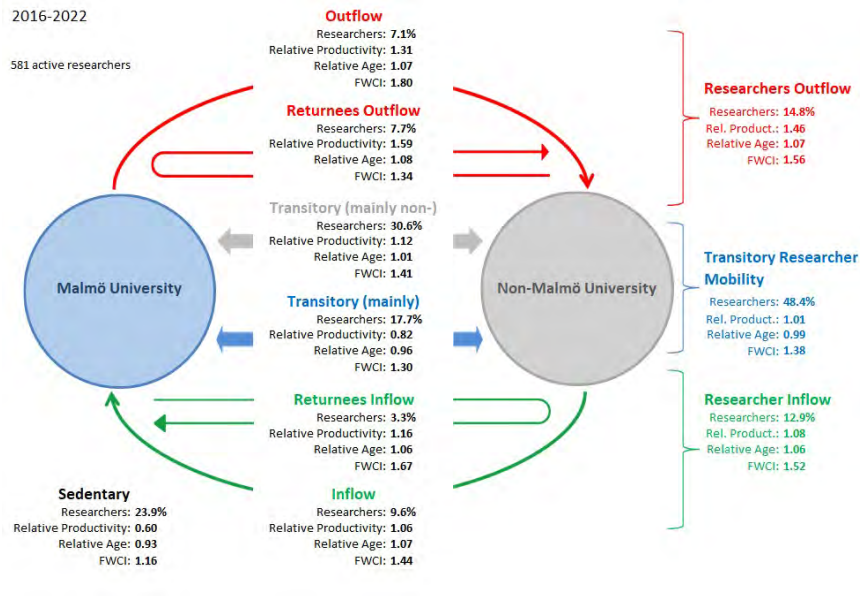 2016-2022
581 active researchers
Outflow
Researchers: 7.1%
Relative Productivity: 1.31
Relative Age: 1.07
FWCI: 1.80
Returnees Outflow
Researchers: 7.7%
Relative Productivity: 1.59
Relative Age: 1.08
FWCI: 1.34
Transitory (mainly non-)
Researchers: 30.6%
Relative Productivity: 1.12
Relative Age: 1.01
FWCI: 1.41
Malmö University
Non-Malmö University
Transitory (mainly)
Researchers: 17.7%
Relative Productivity: 0.82
Relative Age: 0.96
FWCI: 1.30
Returnees Inflow
Researchers: 3.3%
Relative Productivity: 1.16
Relative Age: 1.06
FWCI: 1.67
Inflow
Researchers: 9.6%
Relative Productivity: 1.06
Relative Age: 1.07
FWCI: 1.44
Sedentary
Researchers: 23.9%
Relative Productivity: 0.60
Relative Age: 0.93
FWCI: 1.16
Researchers Outflow
Researchers: 14.8%
Rel. Product.: 1.46
Relative Age: 1.07
FWCI: 1.56
Transitory Researcher
Mobility
Researchers: 48.4%
Rel. Product.: 1.01
Relative Age: 0.99
FWCI: 1.38
Researcher Inflow
Researchers: 12.9%
Rel. Product.: 1.08
Relative Age: 1.06
FWCI: 1.52